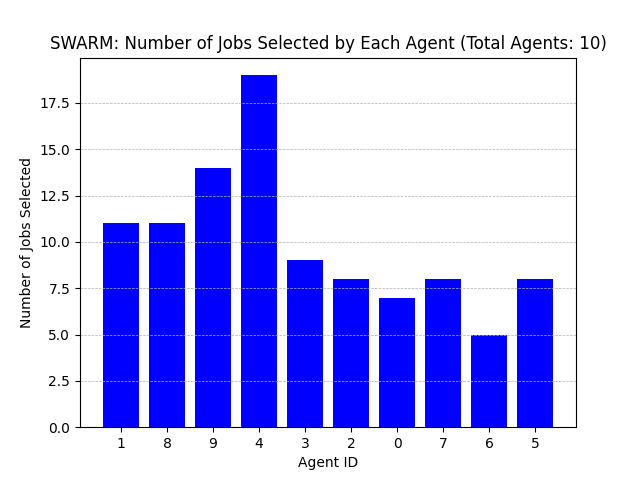 SWARM: Number of Jobs Selected by Each Agent (Total Agents: 10)
Number of Jobs Selected
17.5
15.0
12.5
10.0
7.5
5.0
2.5
0.0
1 8 9 4 3 2 0 7 6 5
Agent ID